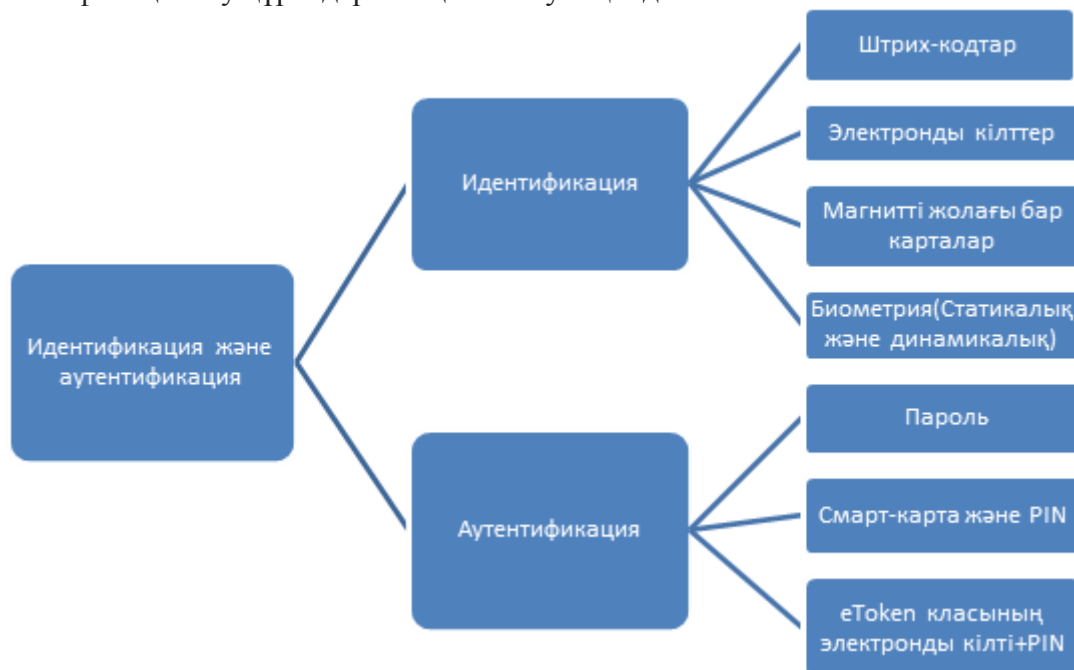 Штрих-кодтар
Электронды кілттер
Идентификация
Магнитті жолағы бар
карталар
Биометрия(Статикалық
және динамикалық)
Идентификация және
аутентификация
Пароль
Аутентификация
Смарт-карта және PIN
eToken класының
электронды кілті+PIN